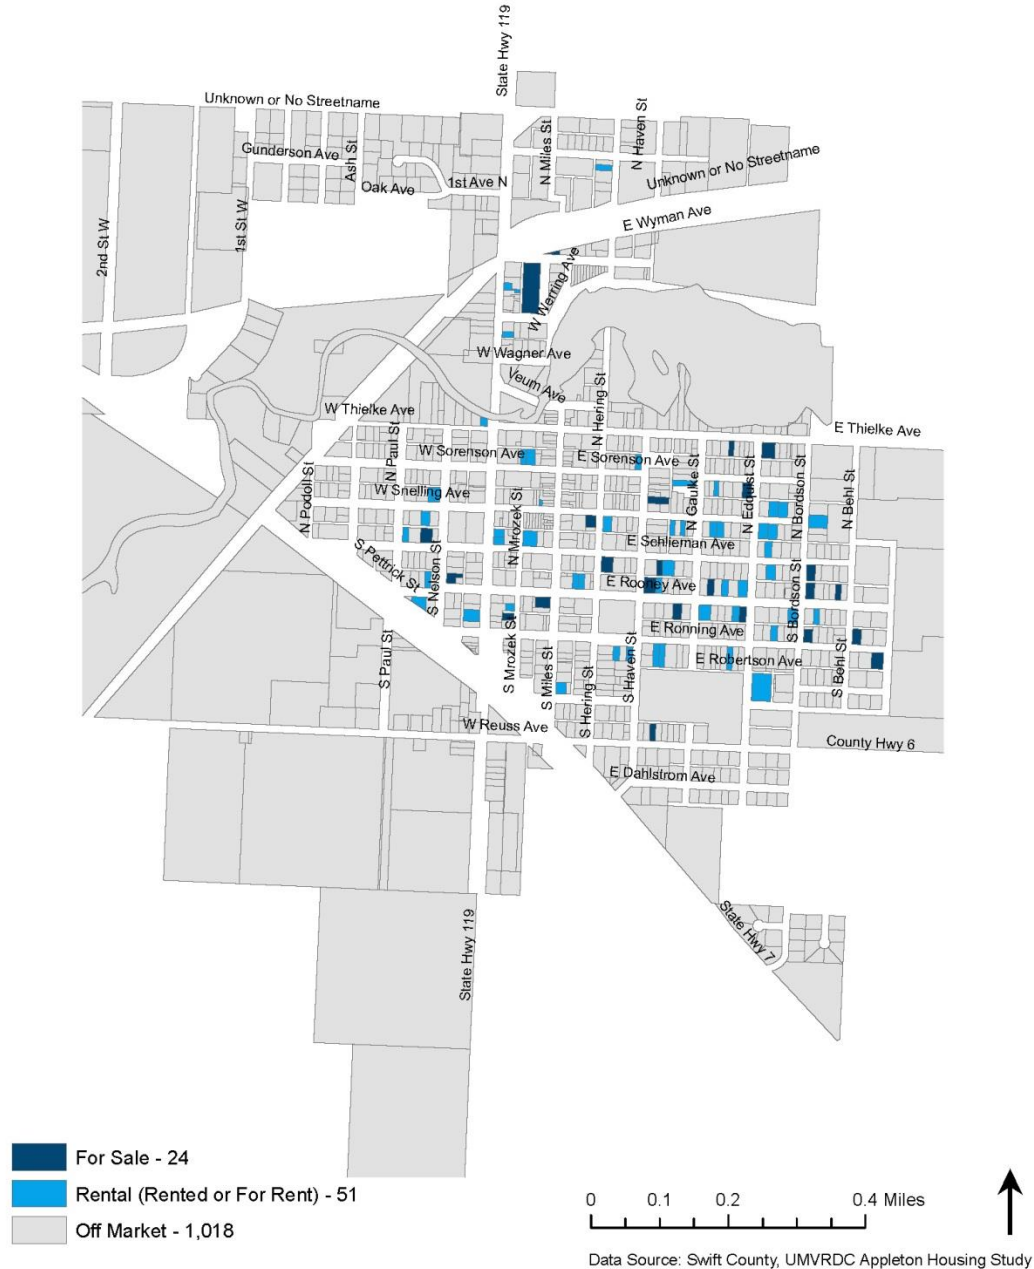 State Hwy 119
Unknown or No Streetname
Gunderson Ave
Ash St
Oak Ave
1st Ave N
N Miles St
N Haven St
Unknown or No Streetname
E Wyman Ave
2nd St W
1st St W
W Werring Ave
W Wagner Ave
Veum Ave
W Thielke Ave
N Hering St
E Thielke Ave
N Paul St
W Sorenson Ave
E Sorenson Ave
N Podoll St
W Snelling Ave
N Mrozek St
N Gaulke St
N Edquist St
N Bordson St
N Behl St
E Schlieman Ave
S Pettrick St
S Nelson St
E Rooney Ave
S Bordson St
E Ronning Ave
S Paul St
S Mrozek St
S Miles St
S Hering St
S Haven St
E Robertson Ave
S Behl St
W Reuss Ave
County Hwy 6
E Dahlstrom Ave
State Hwy 7
State Hwy 119
For Sale - 24
Rental (Rented or For Rent) - 51
Off Market - 1,018
0 0.1 0.2 0.4 Miles
Data Source: Swift County, UMVRDC Appleton Housing Study